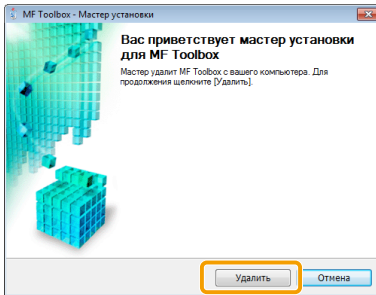 MF Toolbox - Мастер установки
Вас приветствует мастер установки
для MF Toolbox
Мастер удалит MF Toolbox с вашего компьютера. Для
продолжения щелкните [Удалить].
Удалить
Отмена